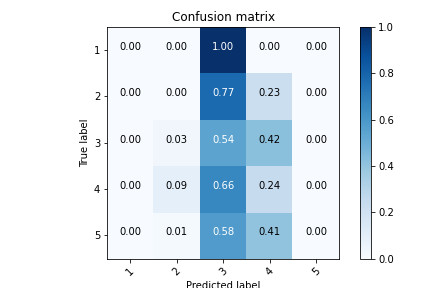 Confusion matrix
1 0.00 0.00 1.00 0.00 0.00
2 0.00 0.00 0.77 0.23 0.00
3 0.00 0.03 0.54 0.42 0.00
4 0.00 0.09 0.66 0.24 0.00
5 0.00 0.01 0.58 0.41 0.00
1 2 3 4 5
True label
Predicted label
1.0
0.8
0.6
0.4
0.2
0.0